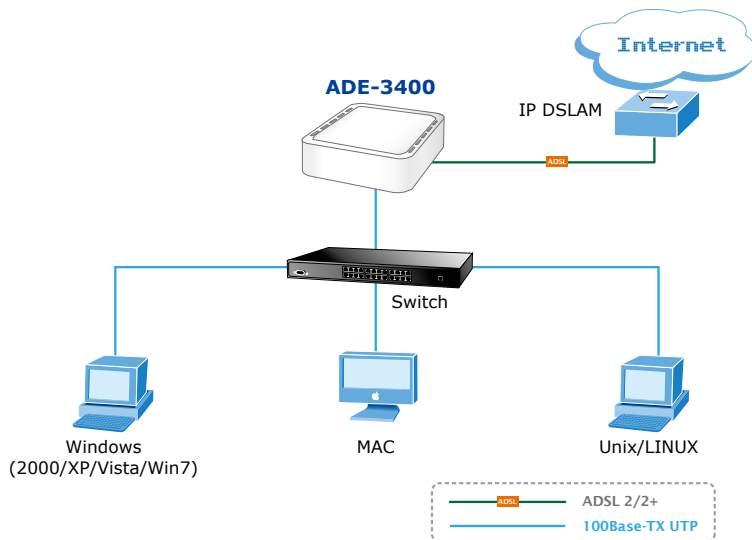 Internet
ADE-3400
IP DSLAM
ADSL
Switch
Windows
(2000/XP/Vista/Win7)
MAC
Unix/LINUX
ADSL
ADSL 2/2+
100Base-TX UTP